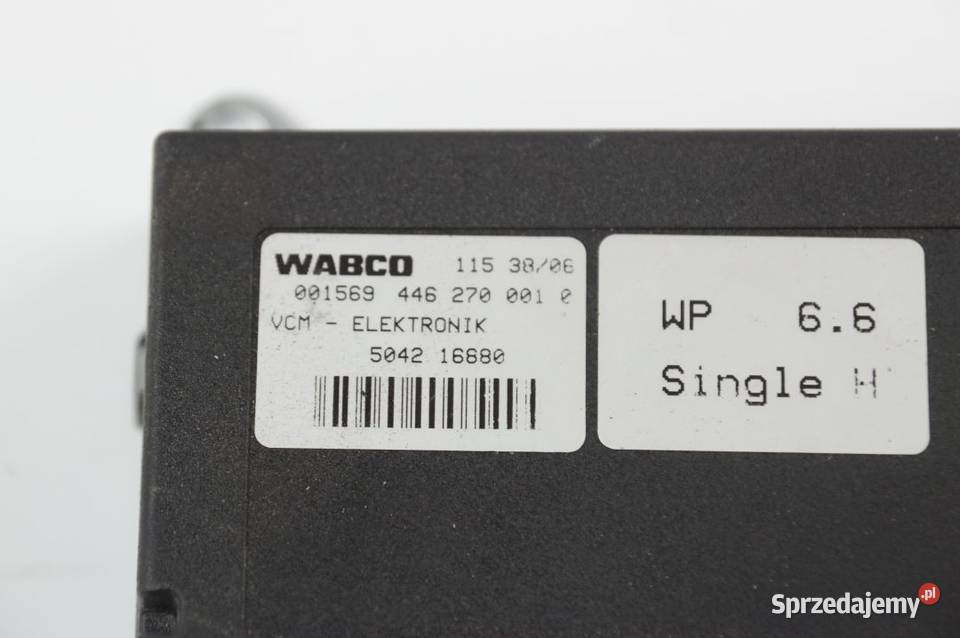 WABCO 115 38/06
001569 446 270 001 0
VCM - ELEKTRONIK
5042 16880
WP 6.6
Single H
Sprzedajemy.pl